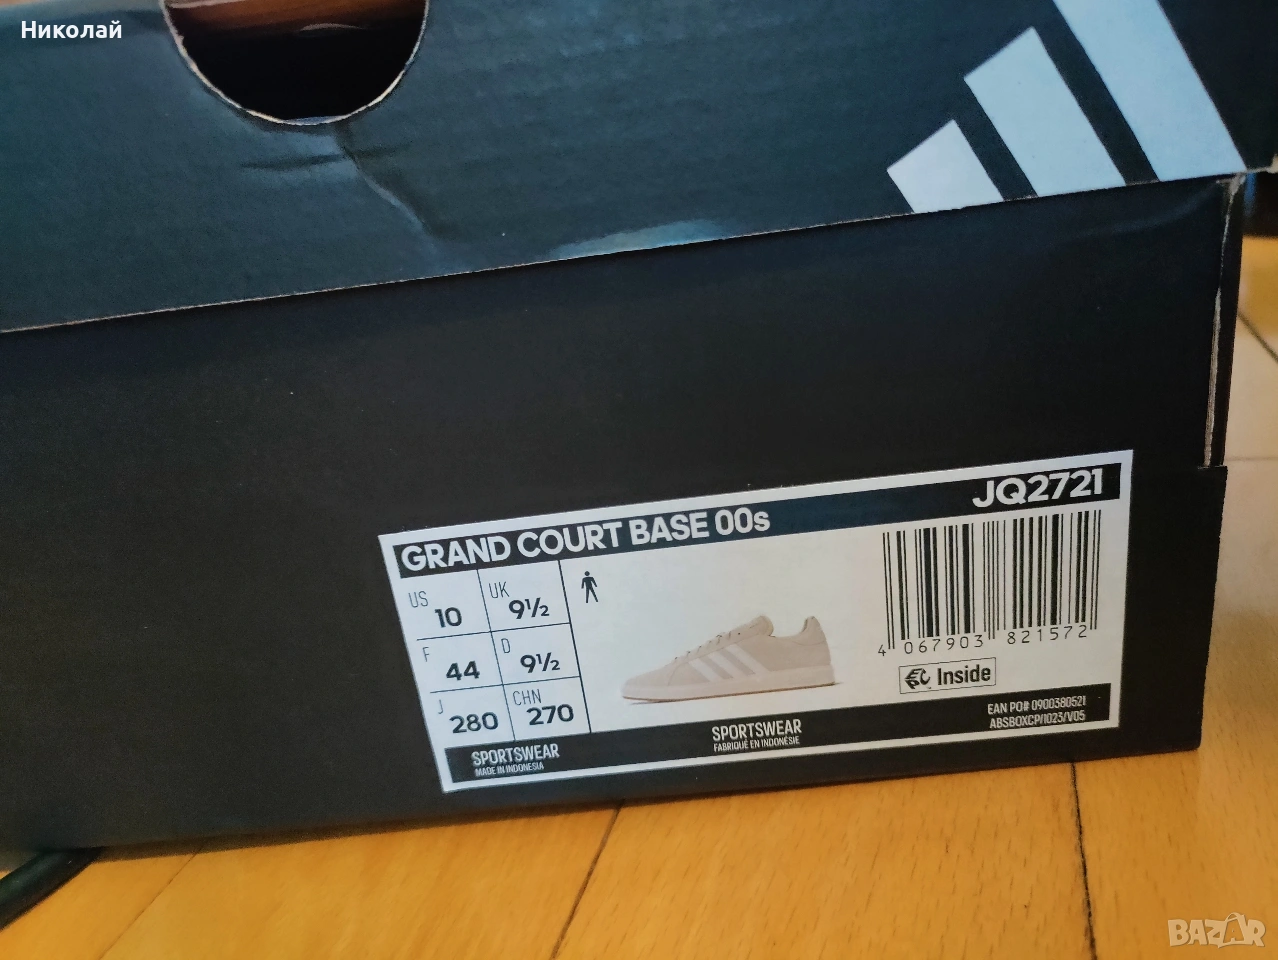 Николай
GRAND COURT BASE 00s
JQ2721
US 10
UK 9½
F 44
D 9½
J 280
CHN 270
4 067903 821572
Inside
SPORTSWEAR
MADE IN INDONESIA
SPORTSWEAR
FABRIQUÉ EN INDONÉSIE
EAN PO# 0900380521
ABSBOXCP/1023/V05
BAZAR